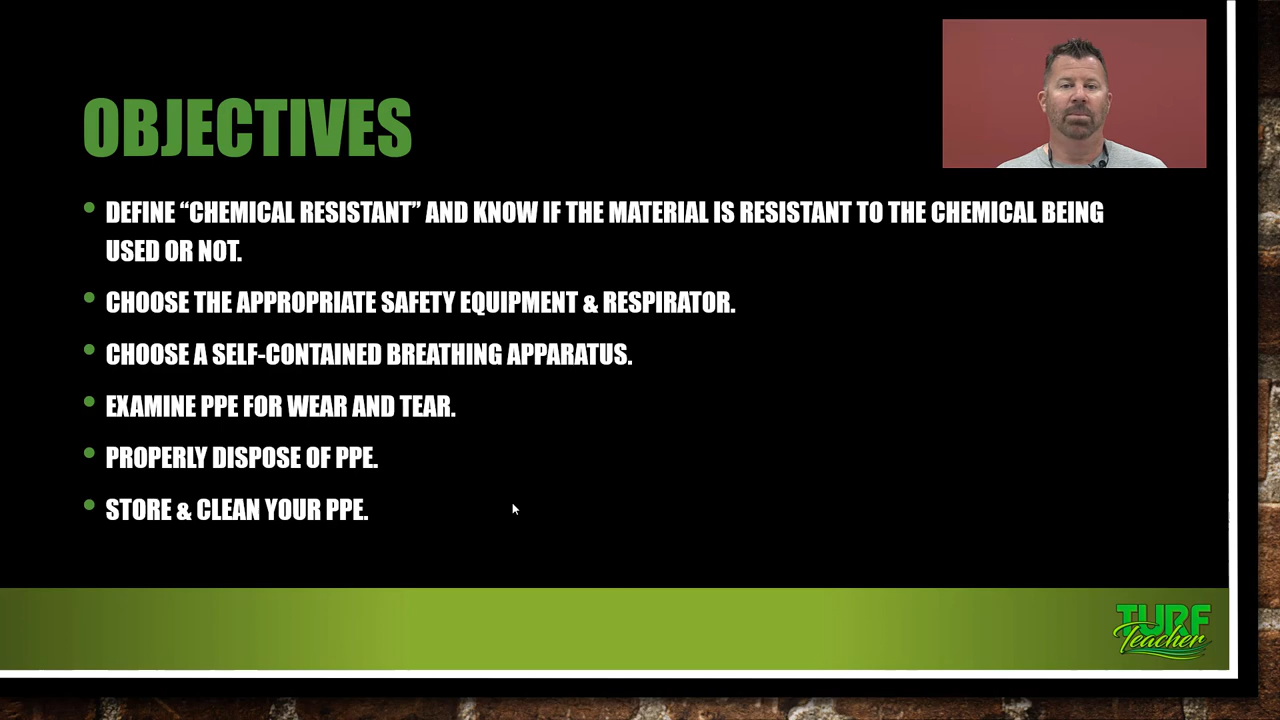 OBJECTIVES
• DEFINE “CHEMICAL RESISTANT” AND KNOW IF THE MATERIAL IS RESISTANT TO THE CHEMICAL BEING
USED OR NOT.
• CHOOSE THE APPROPRIATE SAFETY EQUIPMENT & RESPIRATOR.
• CHOOSE A SELF-CONTAINED BREATHING APPARATUS.
• EXAMINE PPE FOR WEAR AND TEAR.
• PROPERLY DISPOSE OF PPE.
• STORE & CLEAN YOUR PPE.
TURF
Teacher